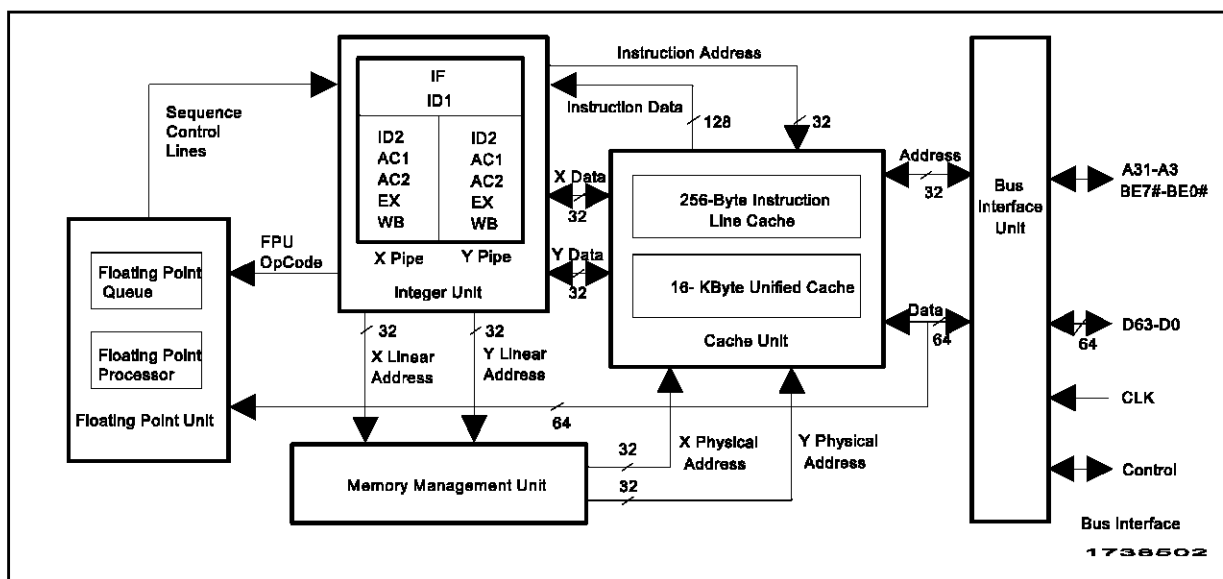 Instruction Address
IF
ID1
Instruction Data
Sequence
Control
Lines
128
32
ID2
AC1
AC2
EX
WB
ID2
AC1
AC2
EX
WB
X Data
32
Y Data
32
X Pipe
Y Pipe
Integer Unit
256-Byte Instruction
Line Cache
16- KByte Unified Cache
Cache Unit
Address
32
Data
64
Bus
Interface
Unit
A31-A3
BE7#-BE0#
D63-D0
64
CLK
Control
Bus Interface
FPU
OpCode
Floating Point
Queue
Floating Point
Processor
Floating Point Unit
32
X Linear
Address
32
Y Linear
Address
64
Memory Management Unit
32
32
X Physical
Address
Y Physical
Address
1738502